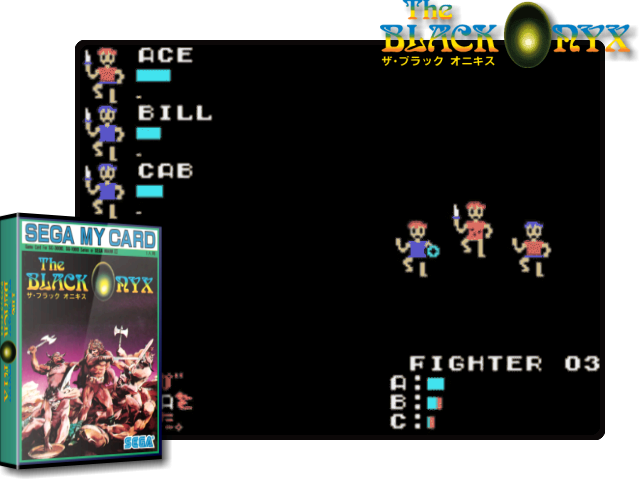 The
BLACK ONYX
ザ・ブラック オニキス
ACE
BILL
CAB
FIGHTER 03
A:
B:
C:
SEGA MY CARD
The
BLACK ONYX
ザ・ブラック オニキス
SEGA